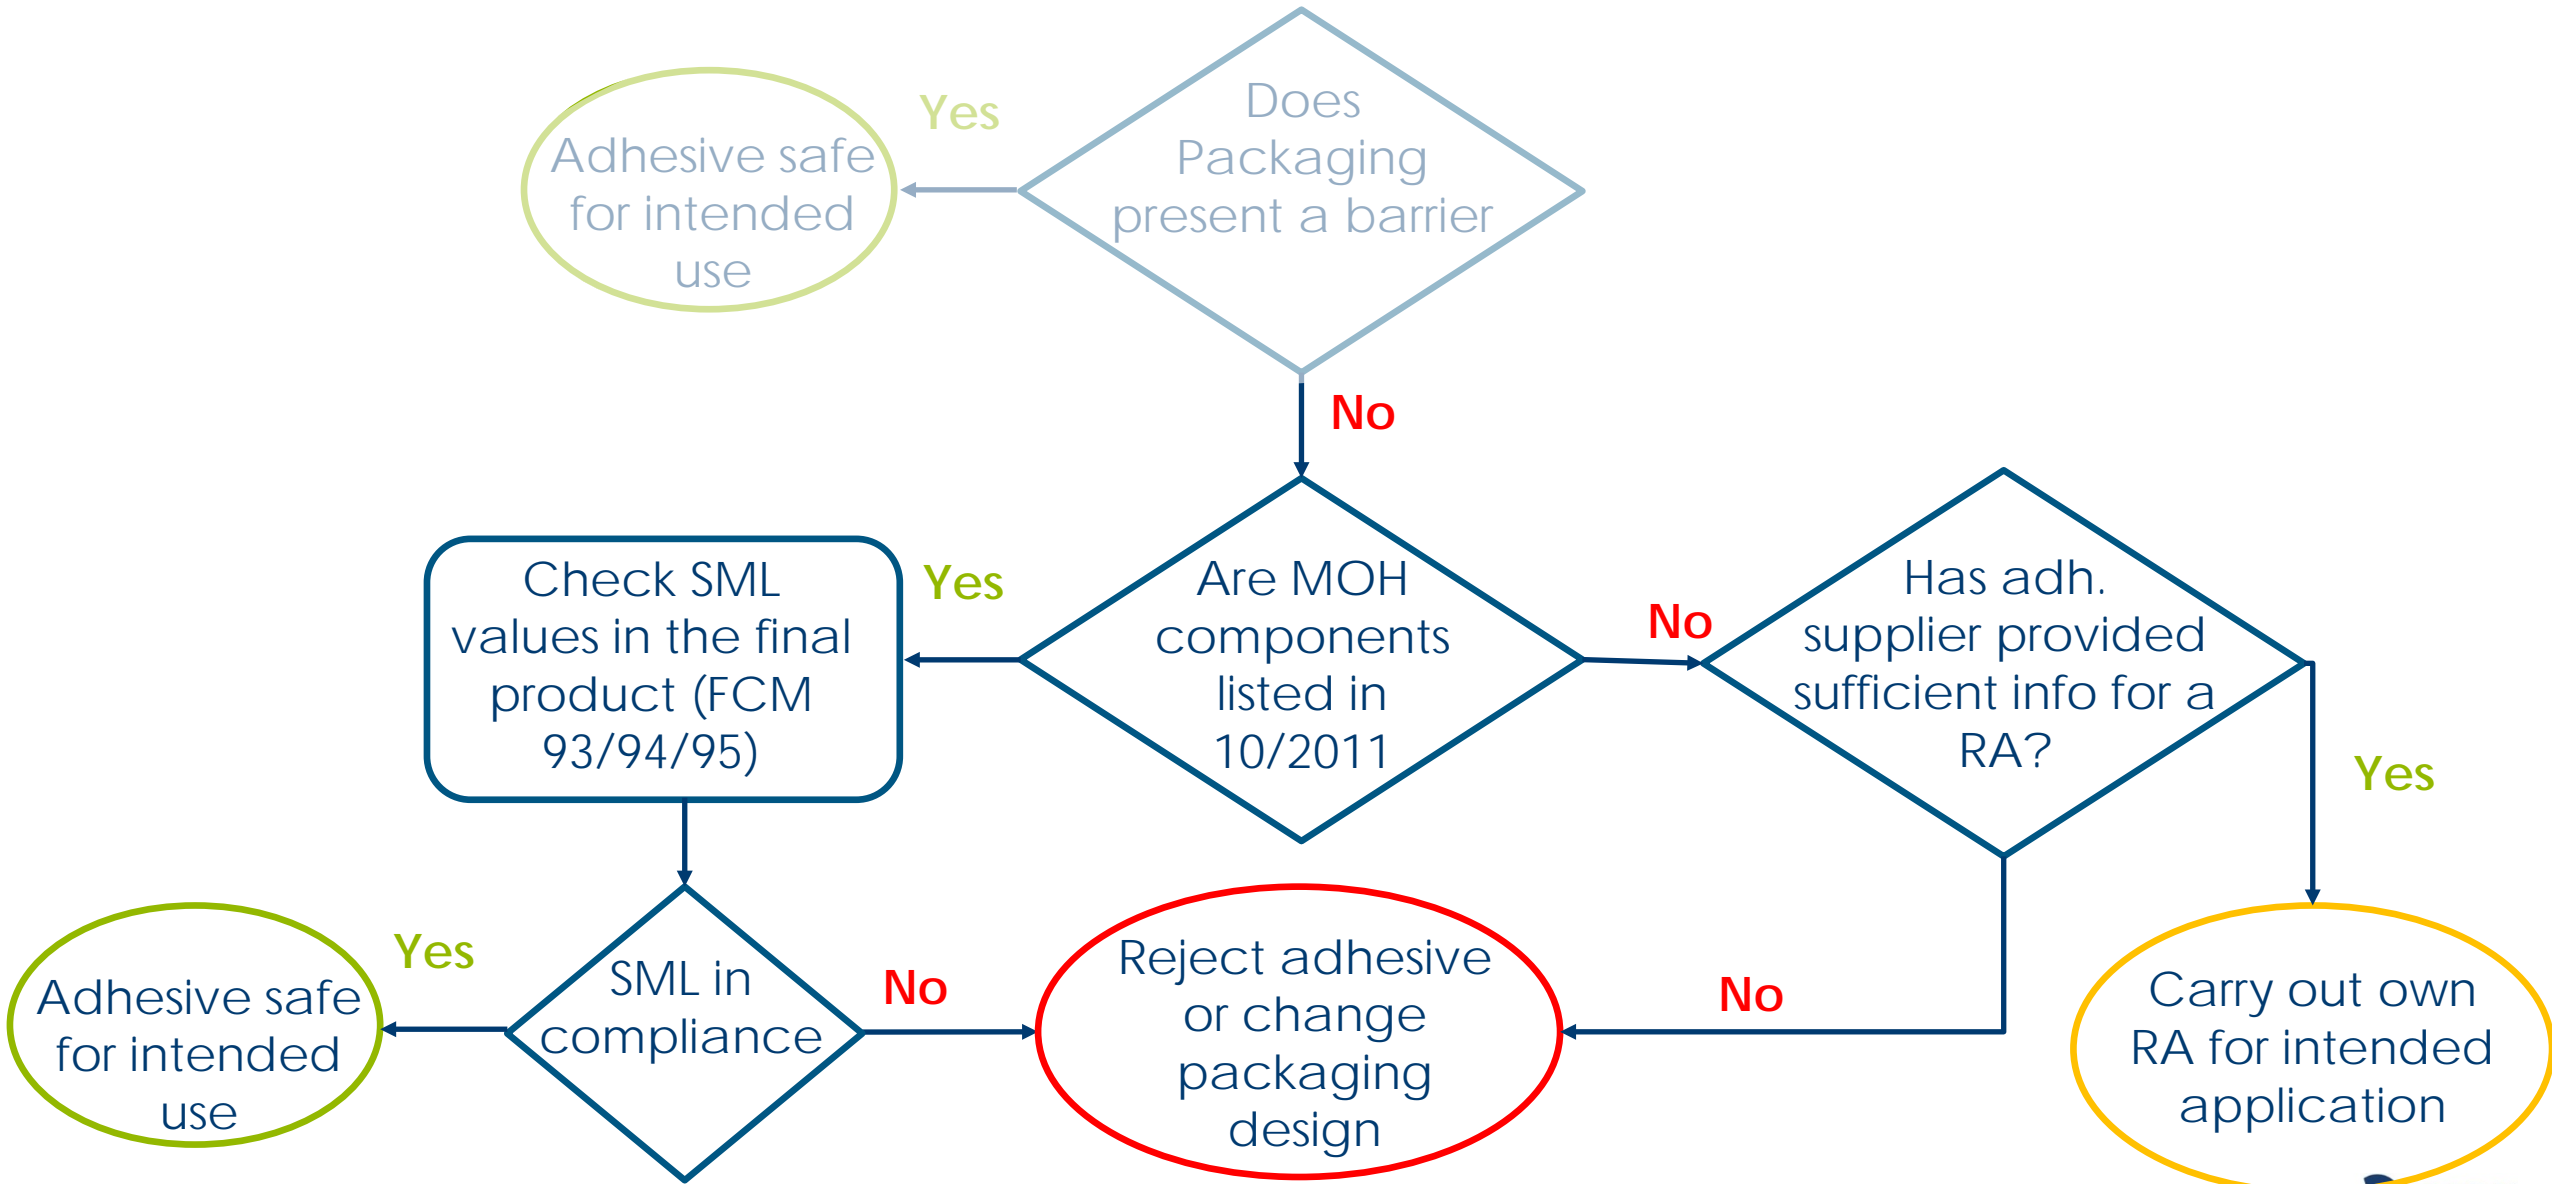 Does
Packaging
present a barrier
Yes
Adhesive safe
for intended
use
No
Are MOH
components
listed in
10/2011
Yes
Check SML
values in the final
product (FCM
93/94/95)
No
Has adh.
supplier provided
sufficient info for a
RA?
Yes
SML in
compliance
Yes
Adhesive safe
for intended
use
No
Reject adhesive
or change
packaging
design
No
Carry out own
RA for intended
application